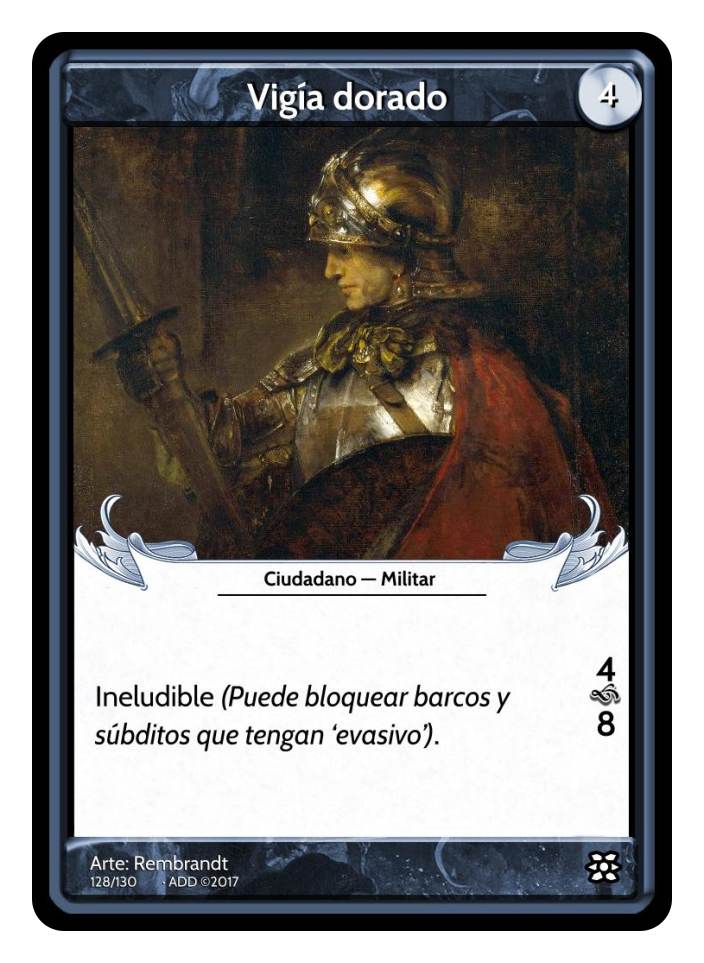 Vigía dorado
4
Ciudadano — Militar
Ineludible (Puede bloquear barcos y
súbditos que tengan ‘evasivo’).
4
8
Arte: Rembrandt
128/130 · ADD ©2017